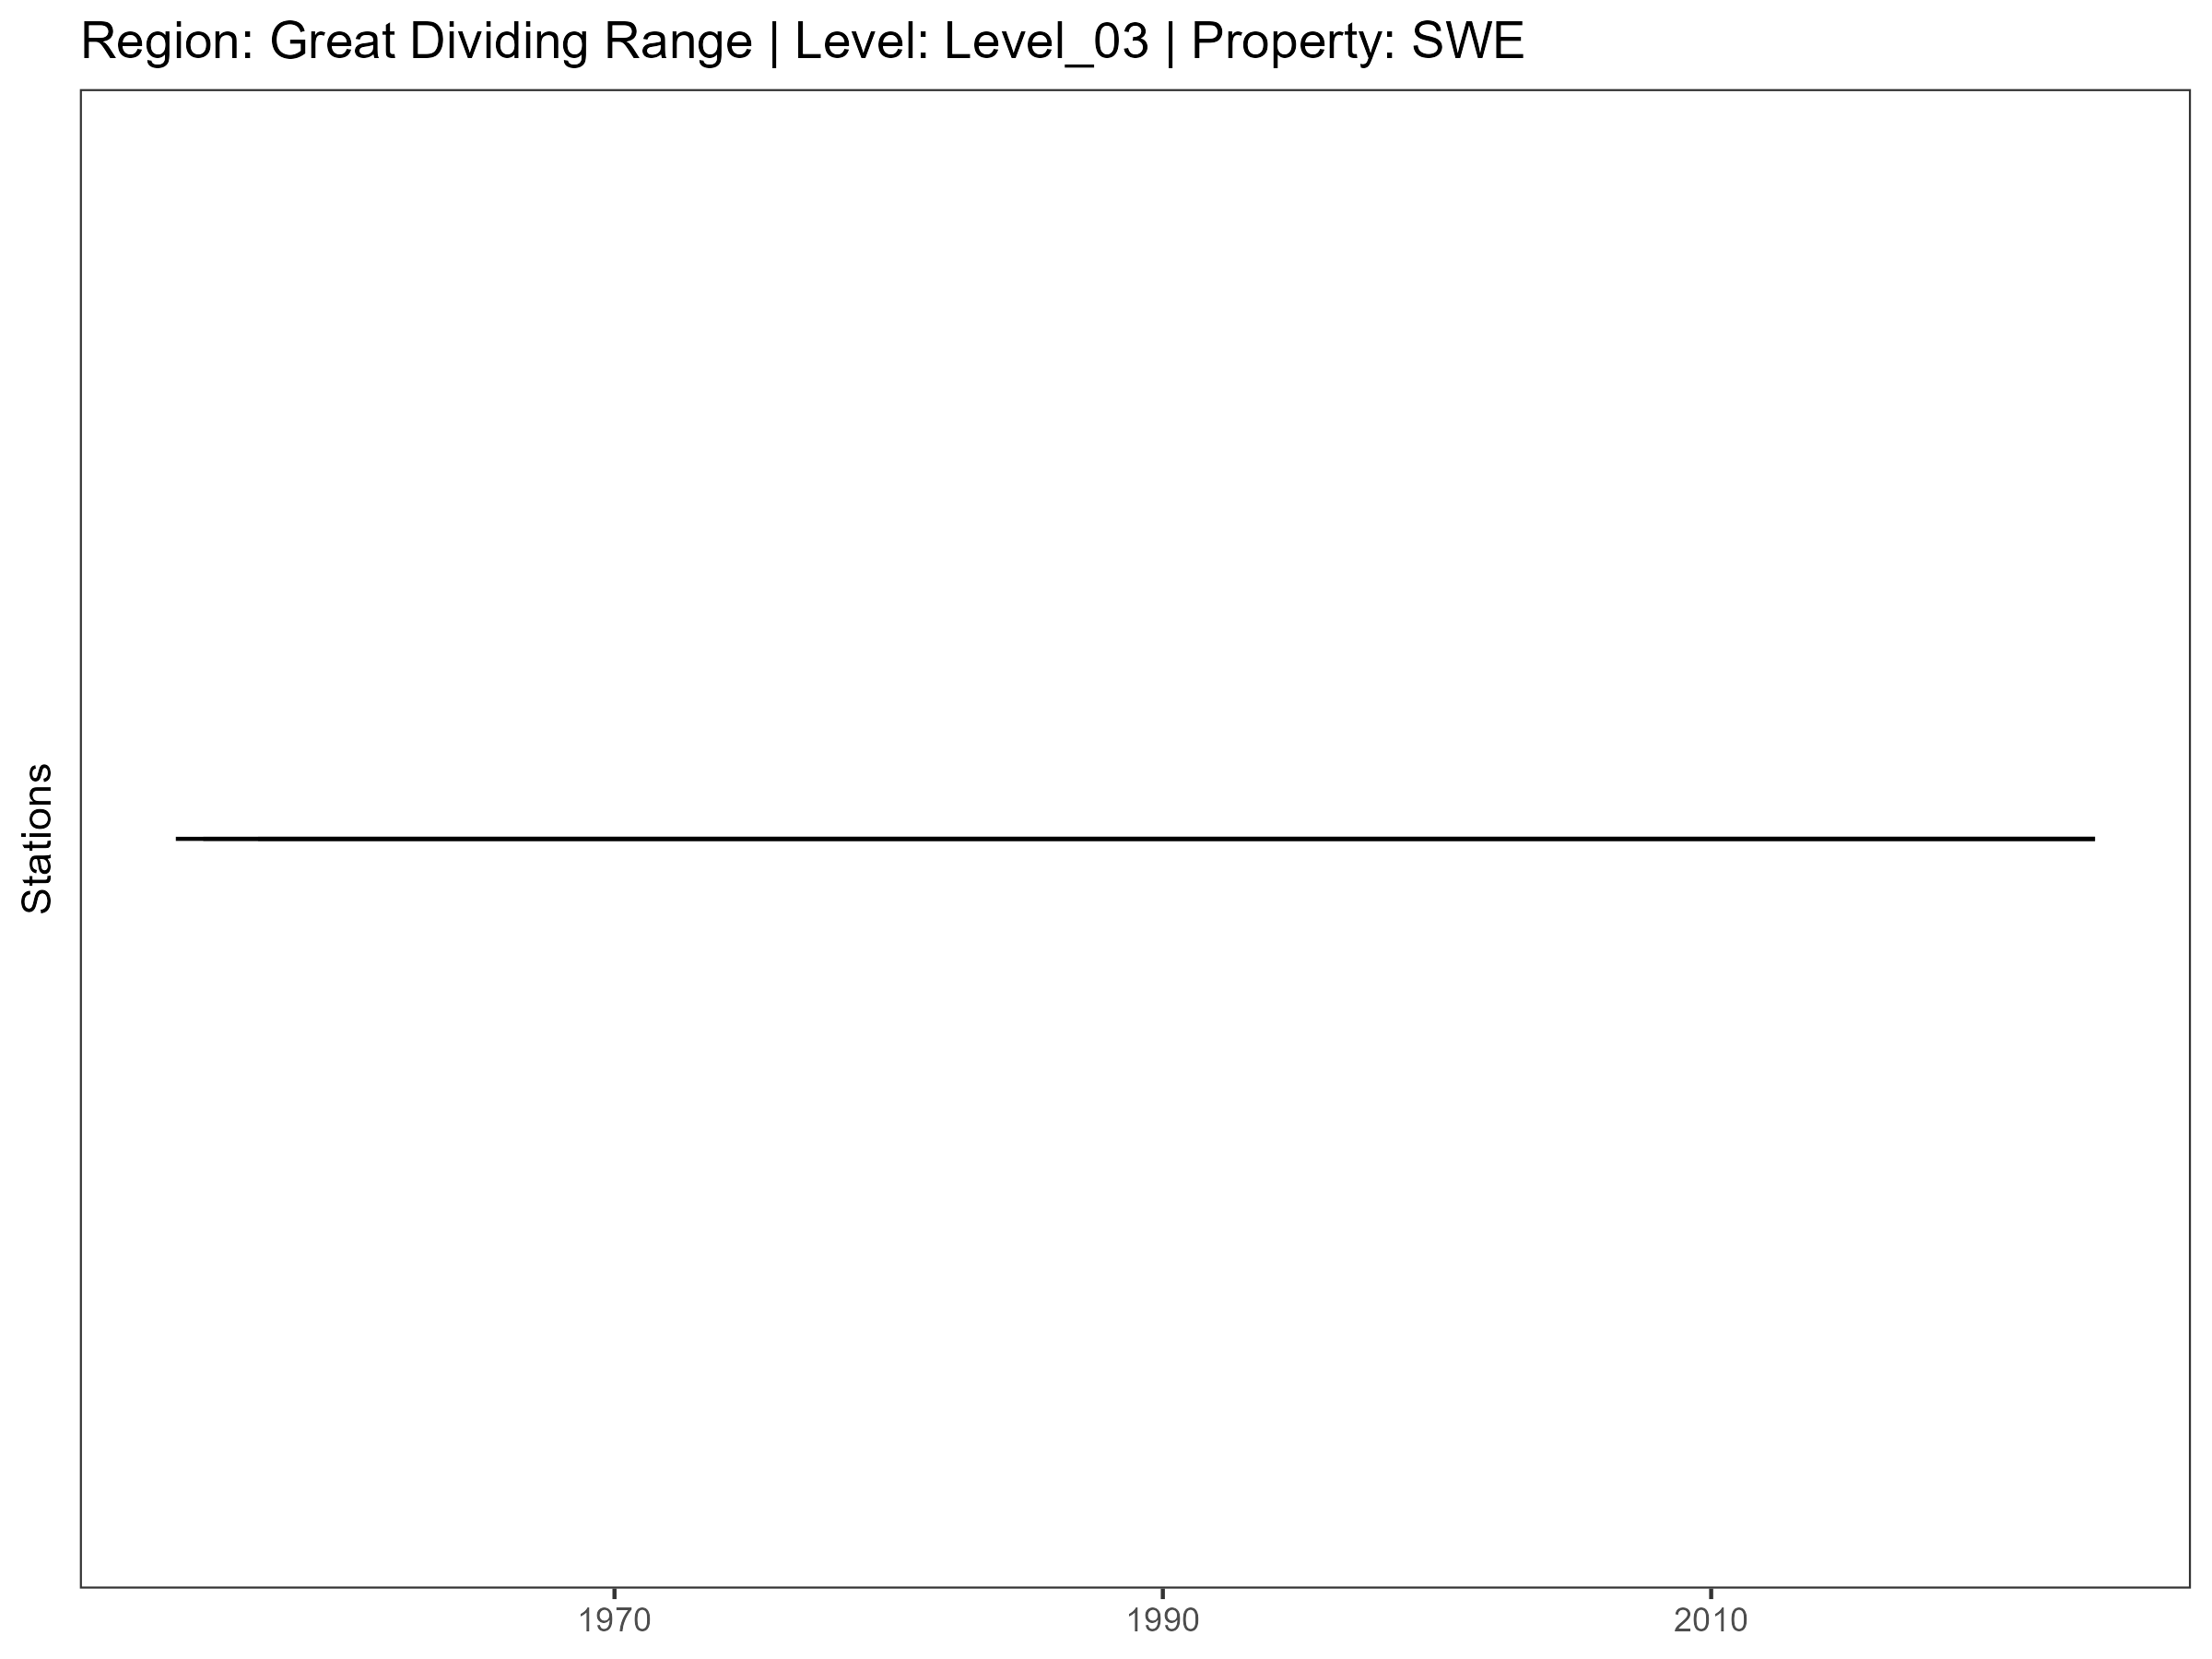 Region: Great Dividing Range | Level: Level_03 | Property: SWE
Stations
1970
1990
2010